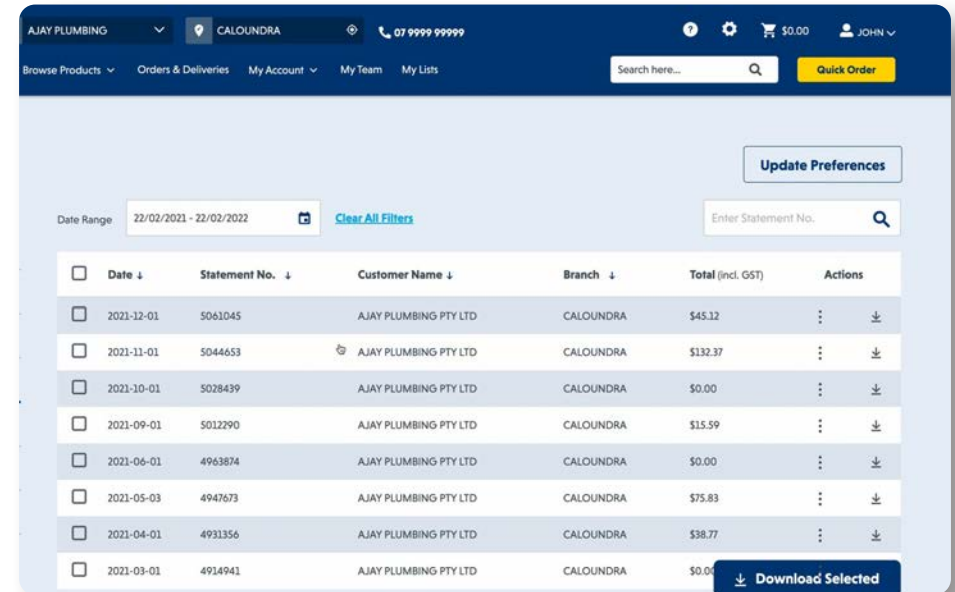 AJAY PLUMBING CALOUNDRA 07 9999 99999 ? $0.00 JOHN
Browse Products Orders & Deliveries My Account My Team My Lists Search here... Quick Order
Update Preferences
Date Range 22/02/2021 - 22/02/2022 Clear All Filters Enter Statement No.
Date ↓ Statement No. ↓ Customer Name ↓ Branch ↓ Total (incl. GST) Actions
2021-12-01 5061045 AJAY PLUMBING PTY LTD CALOUNDRA $45.12
2021-11-01 5044653 AJAY PLUMBING PTY LTD CALOUNDRA $132.37
2021-10-01 5028439 AJAY PLUMBING PTY LTD CALOUNDRA $0.00
2021-09-01 5012290 AJAY PLUMBING PTY LTD CALOUNDRA $15.59
2021-06-01 4963874 AJAY PLUMBING PTY LTD CALOUNDRA $0.00
2021-05-03 4947673 AJAY PLUMBING PTY LTD CALOUNDRA $75.83
2021-04-01 4931356 AJAY PLUMBING PTY LTD CALOUNDRA $38.77
2021-03-01 4914941 AJAY PLUMBING PTY LTD CALOUNDRA $0.00
Download Selected